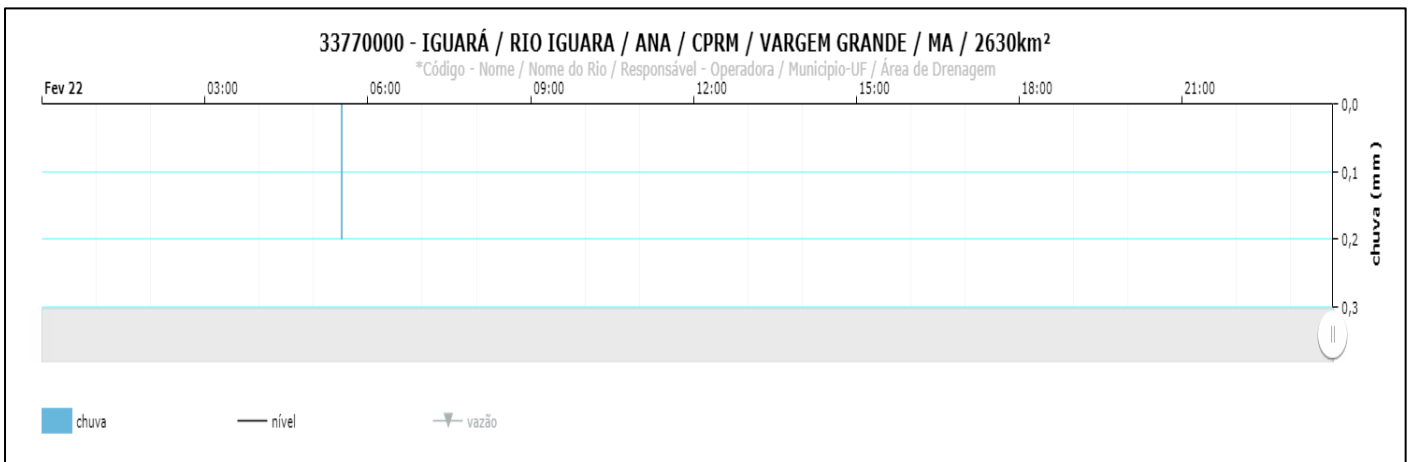 33770000 - IGUARÁ / RIO IGUARA / ANA / CPRM / VARGEM GRANDE / MA / 2630km²
*Código - Nome / Nome do Rio / Responsável - Operadora / Municipio-UF / Área de Drenagem
Fev 22 03:00 06:00 09:00 12:00 15:00 18:00 21:00
0,0
0,1
0,2
0,3
chuva (mm)
chuva nível vazão